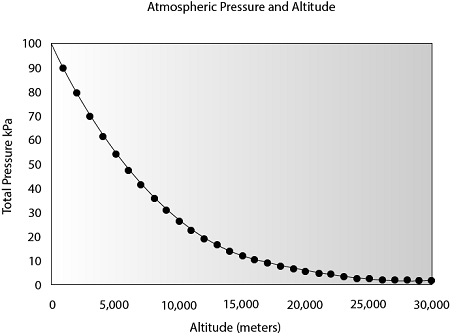 Atmospheric Pressure and Altitude
Total Pressure kPa
100
90
80
70
60
50
40
30
20
10
0
0 5,000 10,000 15,000 20,000 25,000 30,000
Altitude (meters)